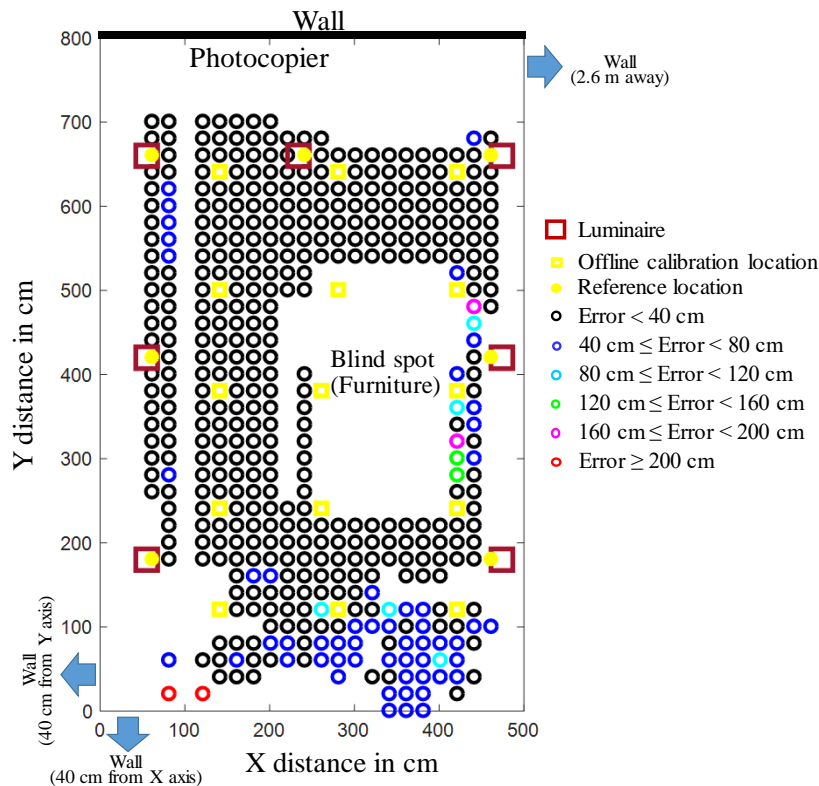 Wall
800
Photocopier
Wall
(2.6 m away)
700
600
500
400
300
200
100
0
Y distance in cm
Blind spot
(Furniture)
Luminaire
Offline calibration location
Reference location
Error < 40 cm
40 cm ≤ Error < 80 cm
80 cm ≤ Error < 120 cm
120 cm ≤ Error < 160 cm
160 cm ≤ Error < 200 cm
Error ≥ 200 cm
Wall
(40 cm from Y axis)
0 100 200 300 400 500
Wall
(40 cm from X axis)
X distance in cm